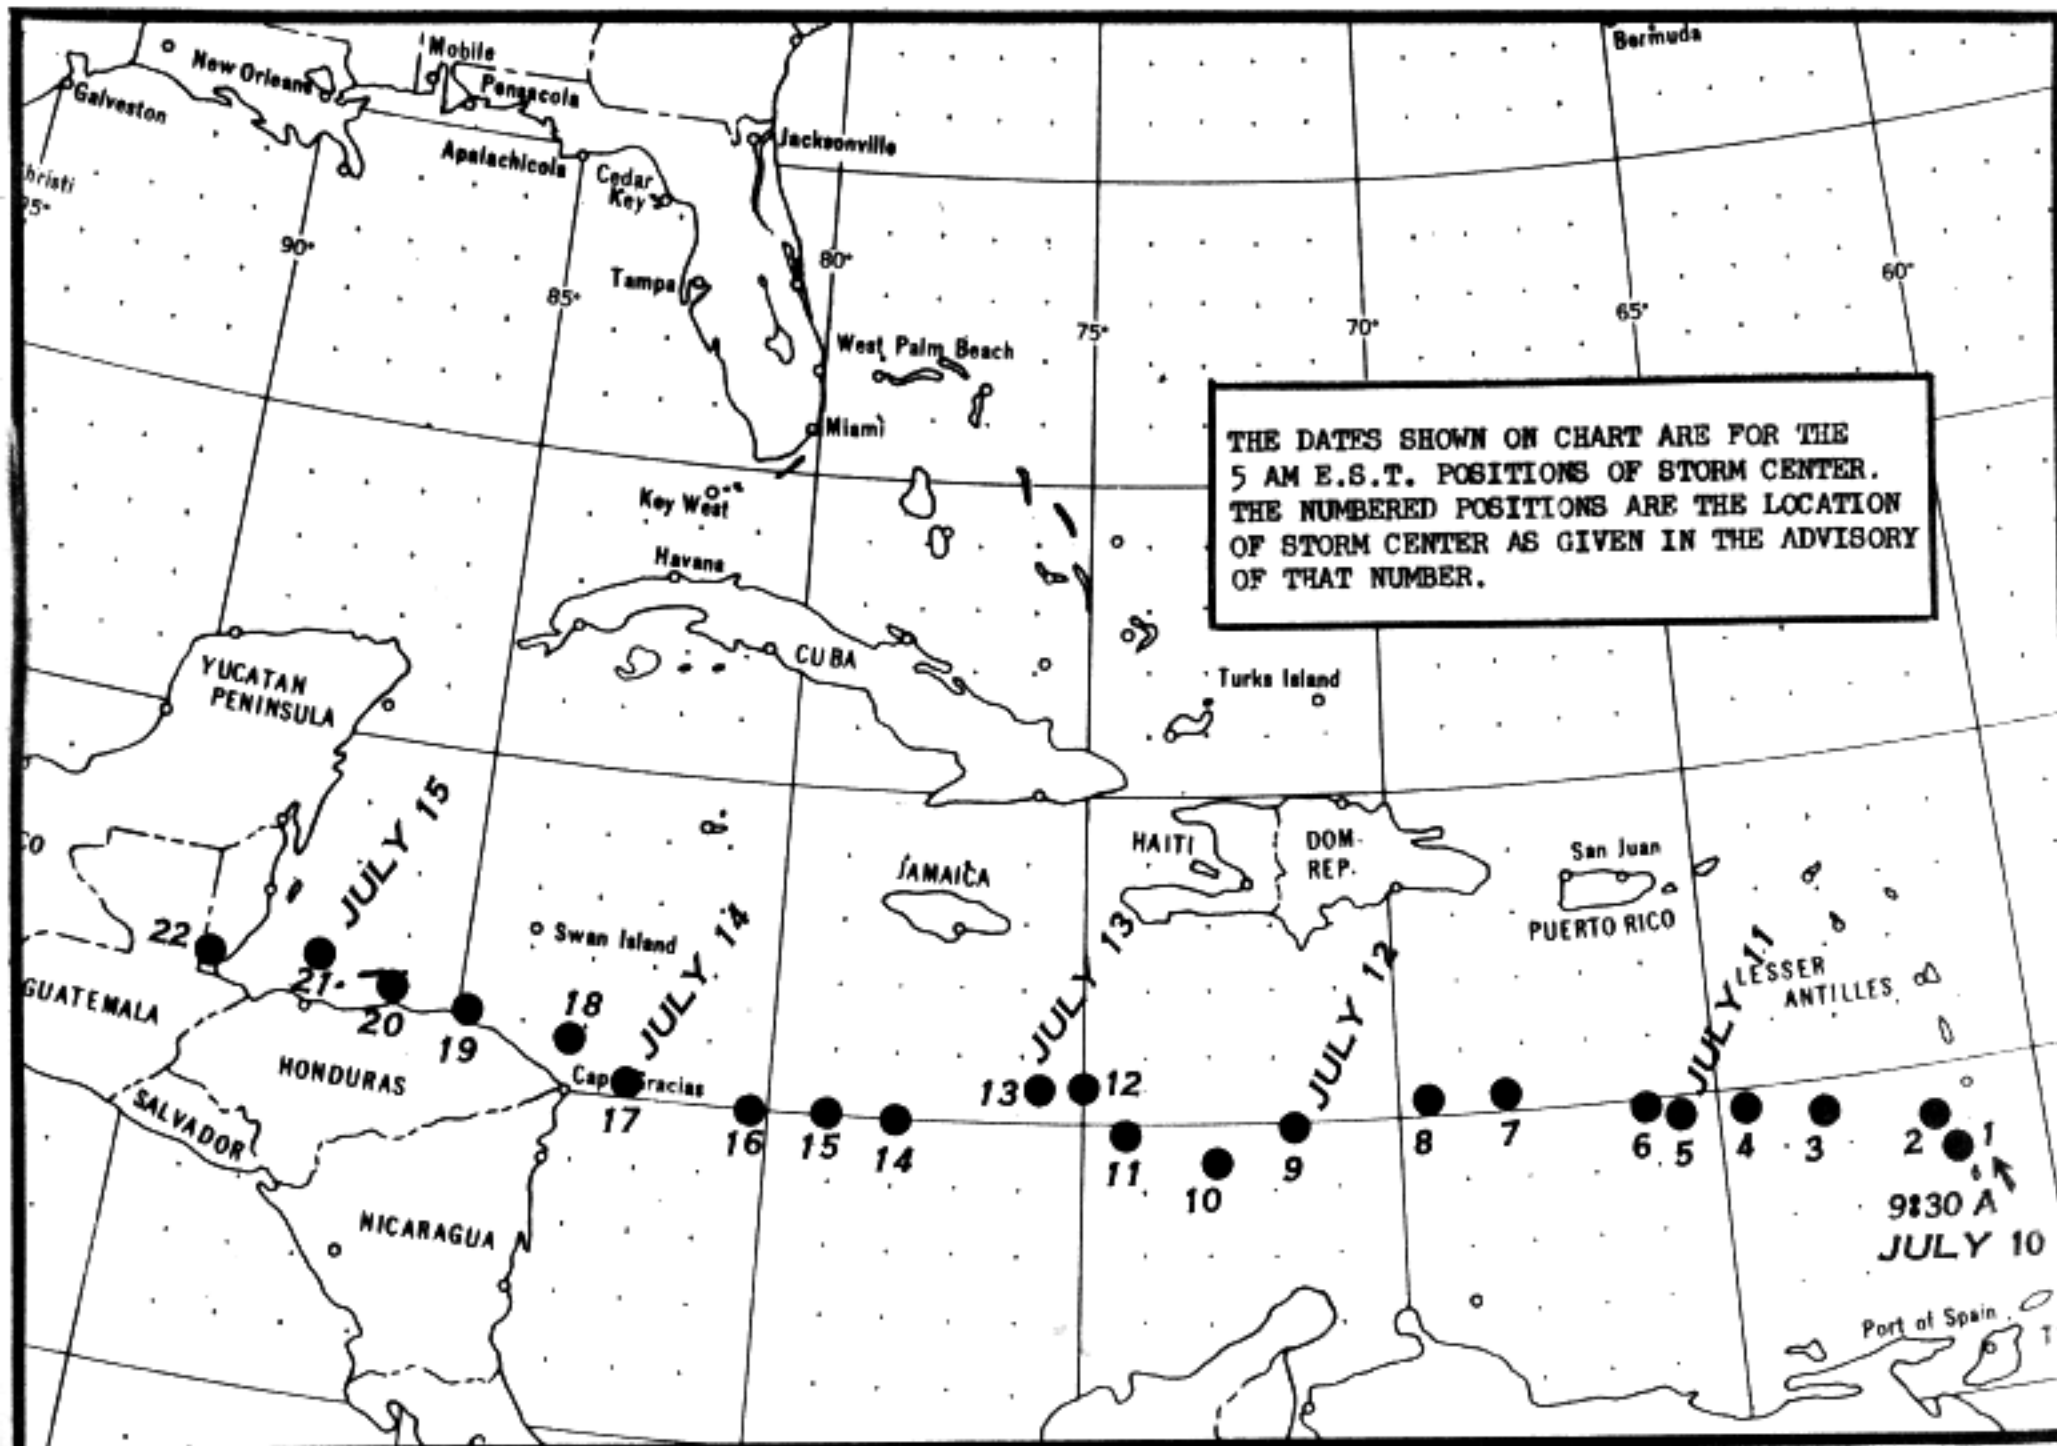 Bermuda
Mobile
New Orleans
Pensacola
Galveston
Jacksonville
Apalachicola
Cedar
Key
hristi
95°
90°
85°
80°
75°
70°
65°
60°
Tampa
West Palm Beach
Miami
THE DATES SHOWN ON CHART ARE FOR THE
5 AM E.S.T. POSITIONS OF STORM CENTER.
THE NUMBERED POSITIONS ARE THE LOCATION
OF STORM CENTER AS GIVEN IN THE ADVISORY
OF THAT NUMBER.
Key West
Havana
CUBA
YUCATAN
PENINSULA
Turks Island
JULY 15
CO
HAITI
DOM.
REP.
San Juan
PUERTO RICO
JAMAICA
Swan Island
JULY 14
JULY 13
JULY 12
JULY 11
LESSER
ANTILLES
22
21
20
19
18
17
16
15
14
13
12
11
10
9
8
7
6
5
4
3
2
1
GUATEMALA
HONDURAS
SALVADOR
Cape Gracias
NICARAGUA
9:30 A
JULY 10
Port of Spain
T